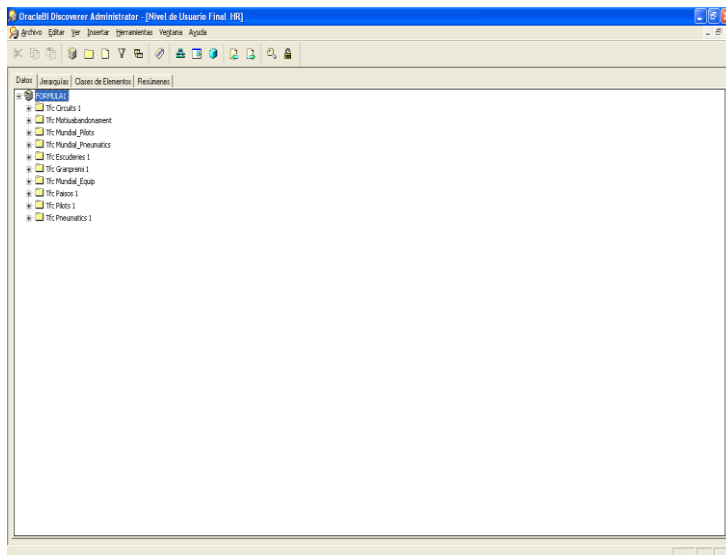 OracleBI Discoverer Administrator - [Nivel de Usuario Final HR]
Archivo Editar Ver Insertar Herramientas Ventana Ayuda
Datos Jerarquías Clases de Elementos Resúmenes
FORMULA1
Tfc Circuits 1
Tfc Motiuabandonament
Tfc Mundial_Pilots
Tfc Mundial_Pneumatics
Tfc Escuderies 1
Tfc Granpremi 1
Tfc Mundial_Equip
Tfc Paisos 1
Tfc Pilots 1
Tfc Pneumatics 1